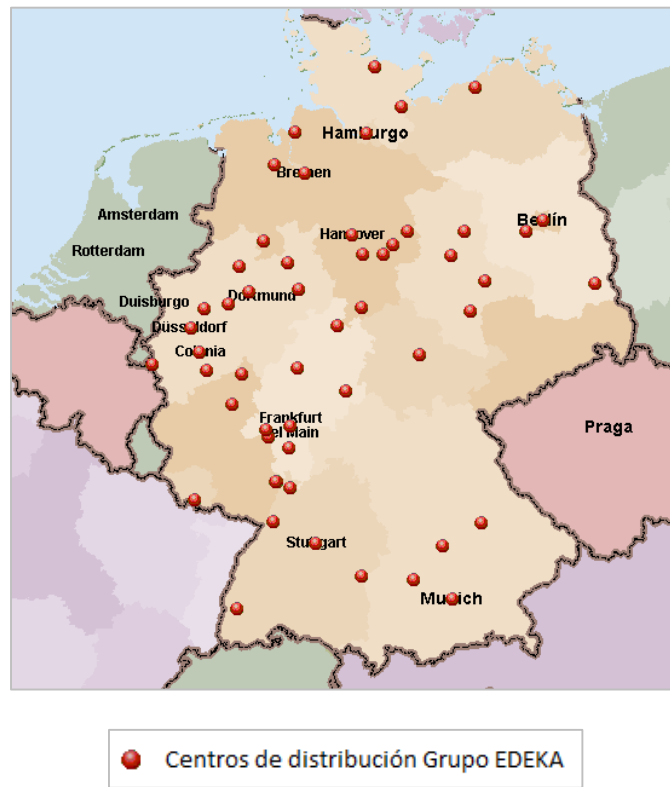 Hamburgo
Bremen
Amsterdam
Hannover
Berlín
Rotterdam
Duisburgo
Dortmund
Düsseldorf
Colonia
Frankfurt
del Main
Praga
Stuttgart
Munich
Centros de distribución Grupo EDEKA